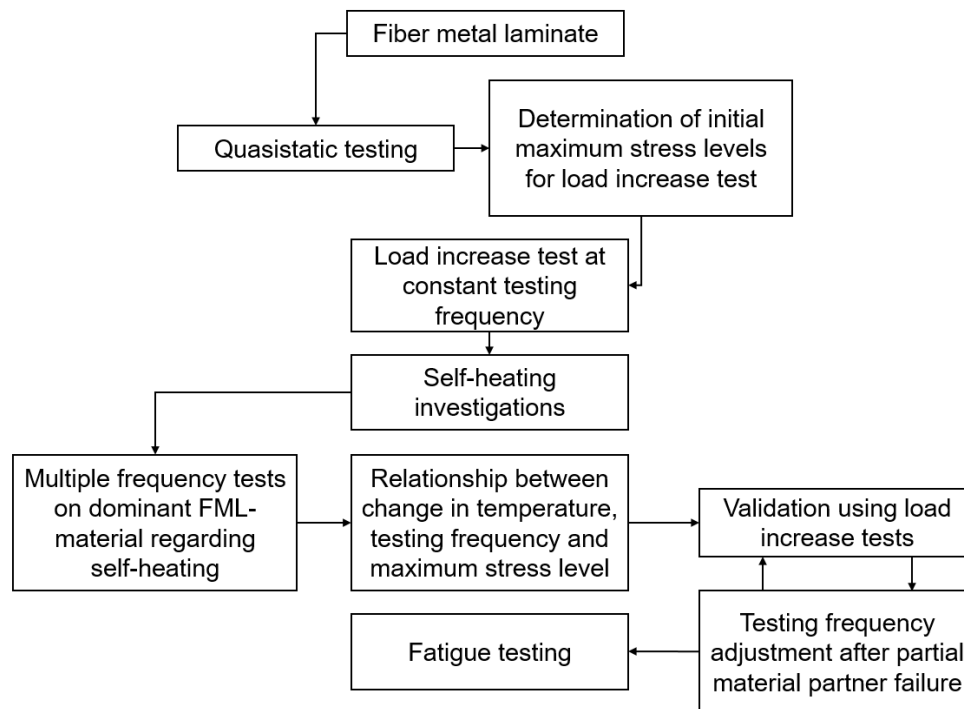 Fiber metal laminate
Quasistatic testing
Determination of initial
maximum stress levels
for load increase test
Load increase test at
constant testing
frequency
Self-heating
investigations
Multiple frequency tests
on dominant FML-
material regarding
self-heating
Relationship between
change in temperature,
testing frequency and
maximum stress level
Validation using load
increase tests
Testing frequency
adjustment after partial
material partner failure
Fatigue testing